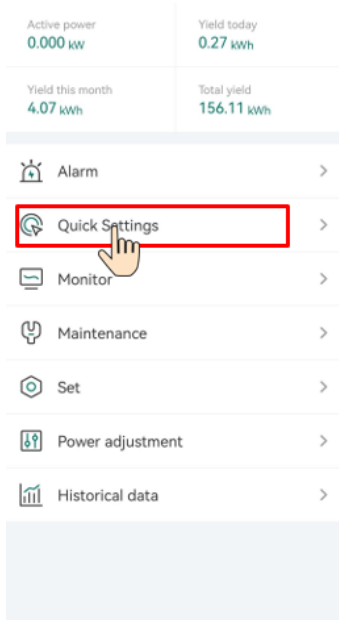 Active power Yield today
0.000 kW 0.27 kWh
Yield this month Total yield
4.07 kWh 156.11 kWh
Alarm
Quick Settings
Monitor
Maintenance
Set
Power adjustment
Historical data